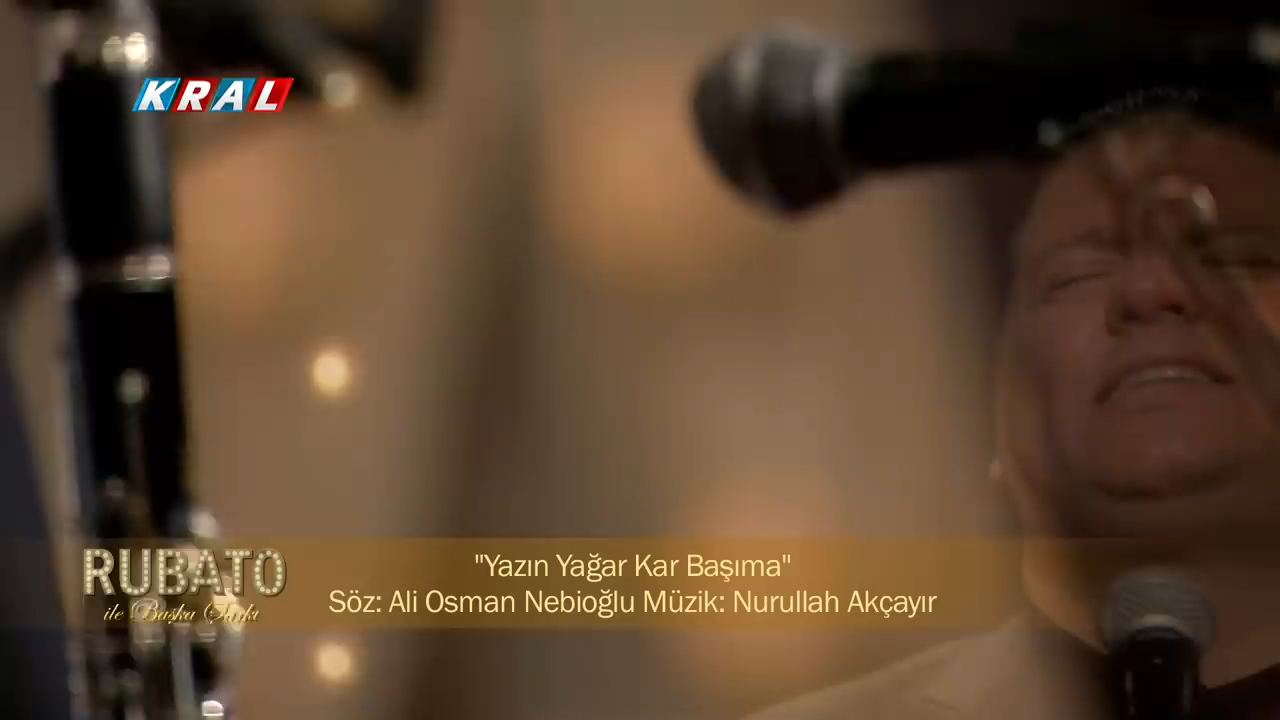 KRAL
RUBATO
ile Başka Şarkı
"Yazın Yağar Kar Başıma"
Söz: Ali Osman Nebioğlu Müzik: Nurullah Akçayır